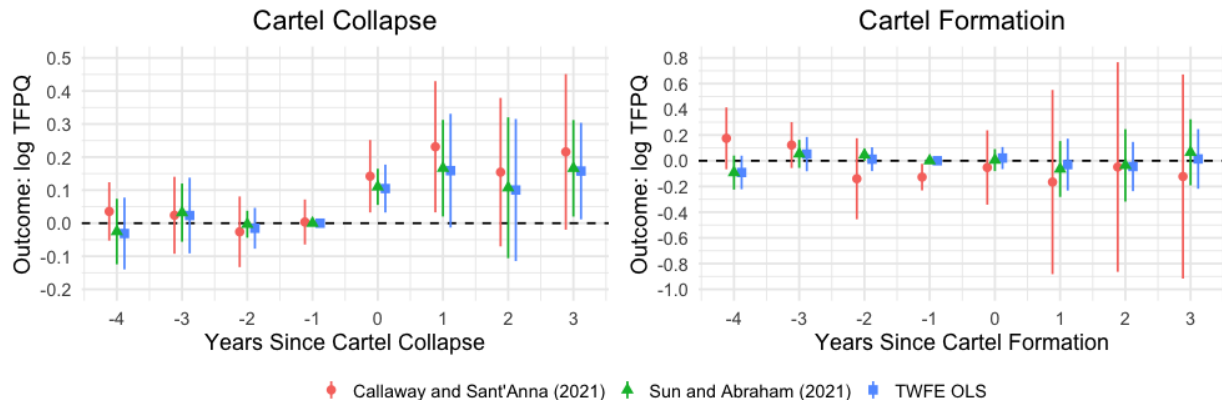 Cartel Collapse
Outcome: log TFPQ
0.5
0.4
0.3
0.2
0.1
0.0
-0.1
-0.2
-4 -3 -2 -1 0 1 2 3
Years Since Cartel Collapse
Cartel Formatioin
Outcome: log TFPQ
0.8
0.6
0.4
0.2
0.0
-0.2
-0.4
-0.6
-0.8
-1.0
-4 -3 -2 -1 0 1 2 3
Years Since Cartel Formation
Callaway and Sant'Anna (2021) Sun and Abraham (2021) TWFE OLS